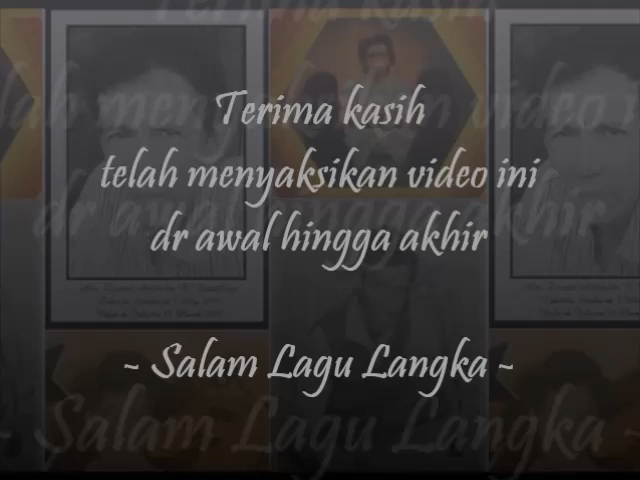 Terima kasih
telah menyaksikan video ini
dr awal hingga akhir
~ Salam Lagu Langka ~